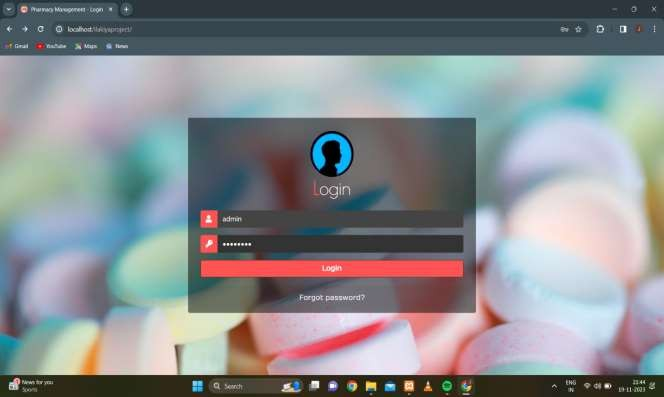 Pharmacy Management - Login
localhost/ilakiyaproject/
Gmail
YouTube
Maps
News
Login
admin
Login
Forgot password?
News for you
Sports
Search
ENG
IN
21:44
19-11-2023